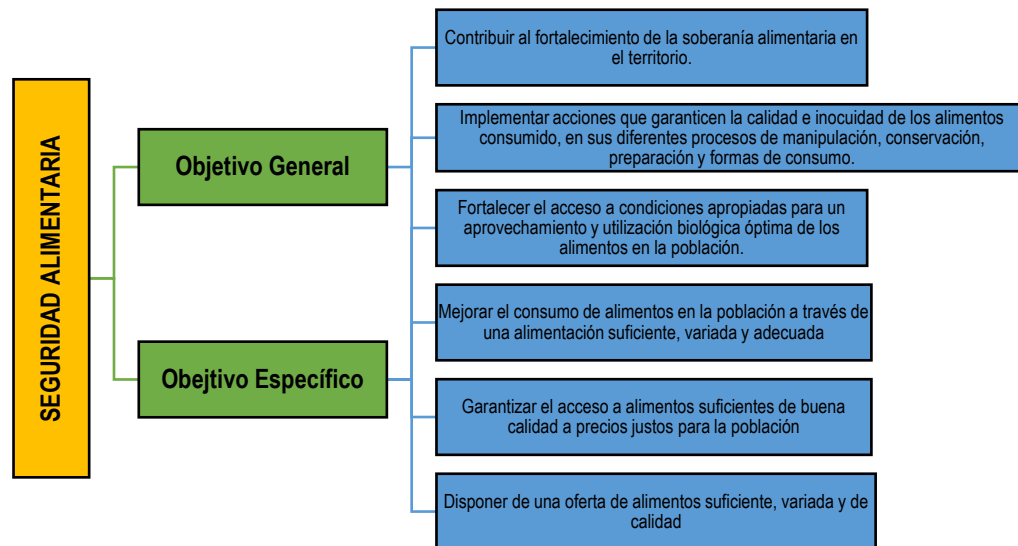 SEGURIDAD ALIMENTARIA
Objetivo General
Obejtivo Específico
Contribuir al fortalecimiento de la soberanía alimentaria en
el territorio.
Implementar acciones que garanticen la calidad e inocuidad de los alimentos
consumido, en sus diferentes procesos de manipulación, conservación,
preparación y formas de consumo.
Fortalecer el acceso a condiciones apropiadas para un
aprovechamiento y utilización biológica óptima de los
alimentos en la población.
Mejorar el consumo de alimentos en la población a través de
una alimentación suficiente, variada y adecuada
Garantizar el acceso a alimentos suficientes de buena
calidad a precios justos para la población
Disponer de una oferta de alimentos suficiente, variada y de
calidad